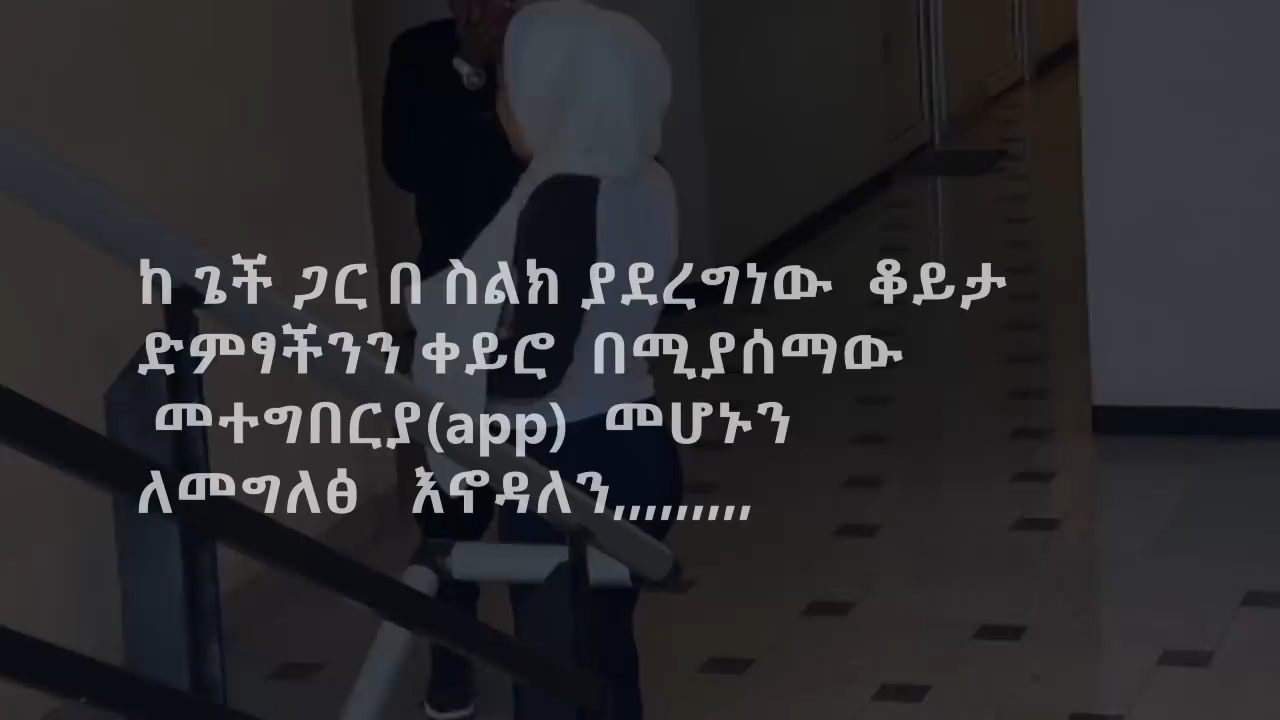 ከ ጌች ጋር በ ስልክ ያደረግነው ቆይታ
ድምፃችንን ቀይሮ በሚያሰማው
መተግበርያ(app) መሆኑን
ለመግለፅ እኖዳለን,,,,,,,,,